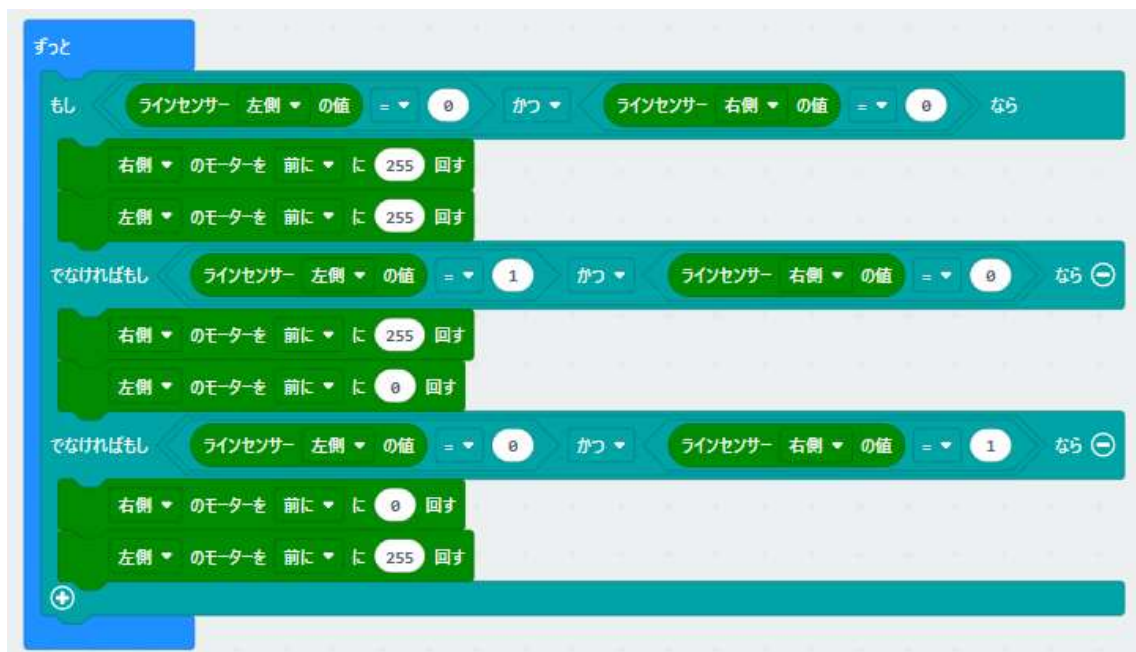 ずっと
もし ラインセンサー 左側 の値 = 0 かつ ラインセンサー 右側 の値 = 0 なら
右側 のモーターを 前に に 255 回す
左側 のモーターを 前に に 255 回す
でなければもし ラインセンサー 左側 の値 = 1 かつ ラインセンサー 右側 の値 = 0 なら
右側 のモーターを 前に に 255 回す
左側 のモーターを 前に に 0 回す
でなければもし ラインセンサー 左側 の値 = 0 かつ ラインセンサー 右側 の値 = 1 なら
右側 のモーターを 前に に 0 回す
左側 のモーターを 前に に 255 回す